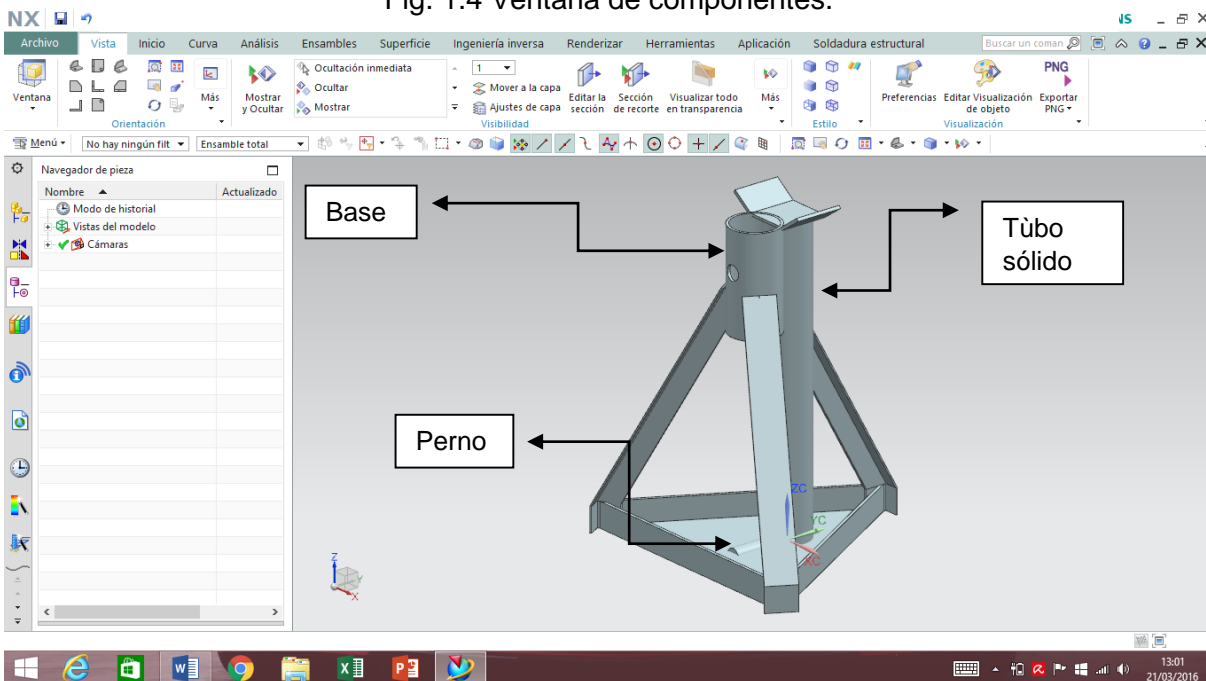 Fig. 1.4 Ventana de componentes.
NX
NS
Archivo Vista Inicio Curva Análisis Ensambles Superficie Ingeniería inversa Renderizar Herramientas Aplicación Soldadura estructural Buscar un coman
Ventana
Orientación
Más
Mostrar y Ocultar
Ocultación inmediata
Ocultar
Mostrar
1
Mover a la capa
Ajustes de capa
Editar la sección
Sección de recorte
Visualizar todo en transparencia
Más
Visibilidad
Estilo
Preferencias
Editar Visualización de objeto
PNG
Exportar PNG
Visualización
Menú No hay ningún filt Ensamble total
Navegador de pieza
Nombre Actualizado
Modo de historial
Vistas del modelo
Cámaras
Base
Tùbo
sólido
Perno
ZC
YC
XC
Z
Y
X
13:01
21/03/2016